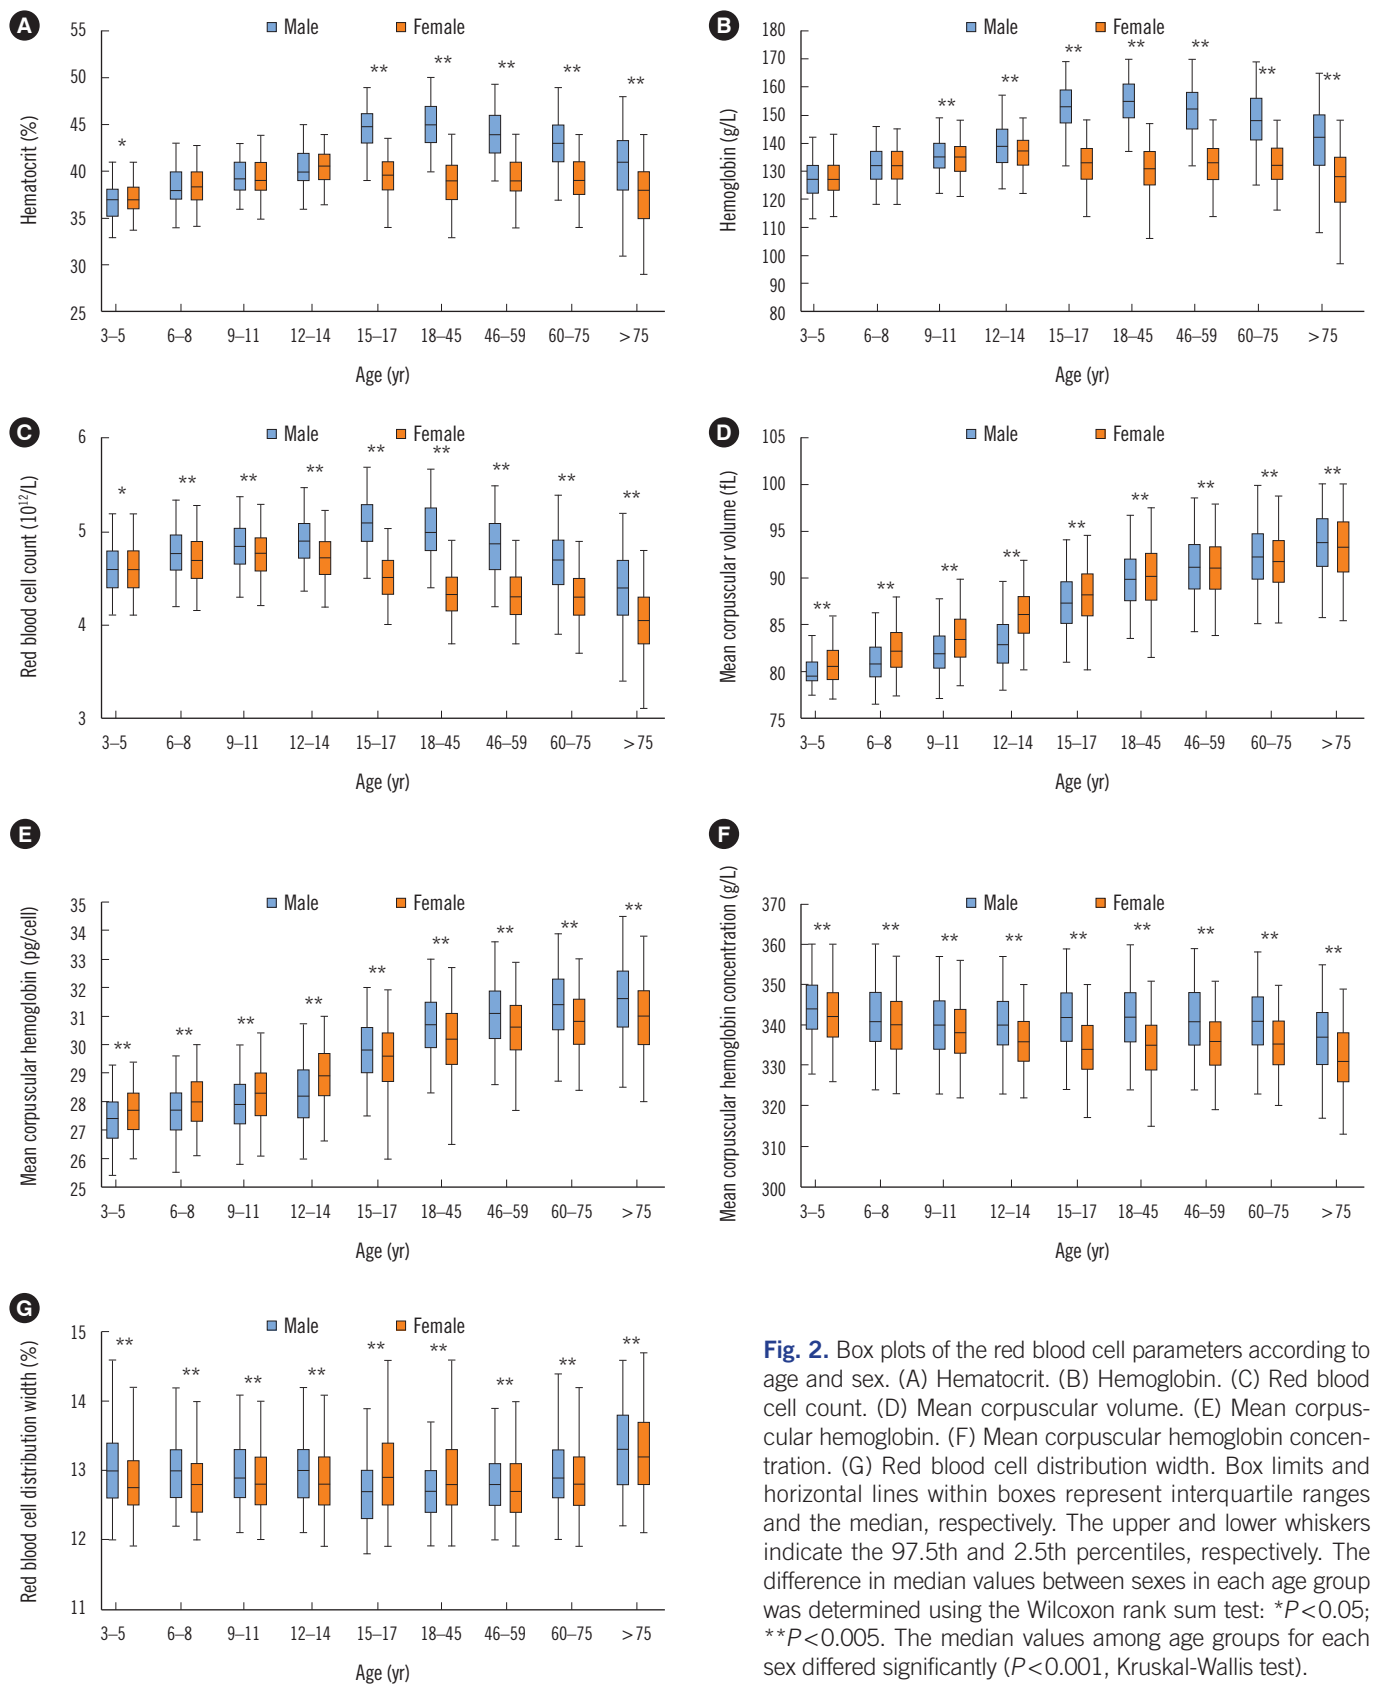 A
Male
Female
Hematocrit (%)
55
50
45
40
35
30
25
*
**
**
**
**
**
3–5 6–8 9–11 12–14 15–17 18–45 46–59 60–75 >75
Age (yr)
B
Male
Female
Hemoglobin (g/L)
180
170
160
150
140
130
120
110
100
90
80
**
**
**
**
**
**
**
3–5 6–8 9–11 12–14 15–17 18–45 46–59 60–75 >75
Age (yr)
C
Male
Female
Red blood cell count (10¹²/L)
6
5
4
3
*
**
**
**
**
**
**
**
**
3–5 6–8 9–11 12–14 15–17 18–45 46–59 60–75 >75
Age (yr)
D
Male
Female
Mean corpuscular volume (fL)
105
100
95
90
85
80
75
**
**
**
**
**
**
**
**
**
3–5 6–8 9–11 12–14 15–17 18–45 46–59 60–75 >75
Age (yr)
E
Male
Female
Mean corpuscular hemoglobin (pg/cell)
35
34
33
32
31
30
29
28
27
26
25
**
**
**
**
**
**
**
**
**
3–5 6–8 9–11 12–14 15–17 18–45 46–59 60–75 >75
Age (yr)
F
Male
Female
Mean corpuscular hemoglobin concentration (g/L)
370
360
350
340
330
320
310
300
**
**
**
**
**
**
**
**
**
3–5 6–8 9–11 12–14 15–17 18–45 46–59 60–75 >75
Age (yr)
G
Male
Female
Red blood cell distribution width (%)
15
14
13
12
11
**
**
**
**
**
**
**
**
**
3–5 6–8 9–11 12–14 15–17 18–45 46–59 60–75 >75
Age (yr)
Fig. 2. Box plots of the red blood cell parameters according to
age and sex. (A) Hematocrit. (B) Hemoglobin. (C) Red blood
cell count. (D) Mean corpuscular volume. (E) Mean corpus-
cular hemoglobin. (F) Mean corpuscular hemoglobin concen-
tration. (G) Red blood cell distribution width. Box limits and
horizontal lines within boxes represent interquartile ranges
and the median, respectively. The upper and lower whiskers
indicate the 97.5th and 2.5th percentiles, respectively. The
difference in median values between sexes in each age group
was determined using the Wilcoxon rank sum test: *P<0.05;
**P<0.005. The median values among age groups for each
sex differed significantly (P<0.001, Kruskal-Wallis test).